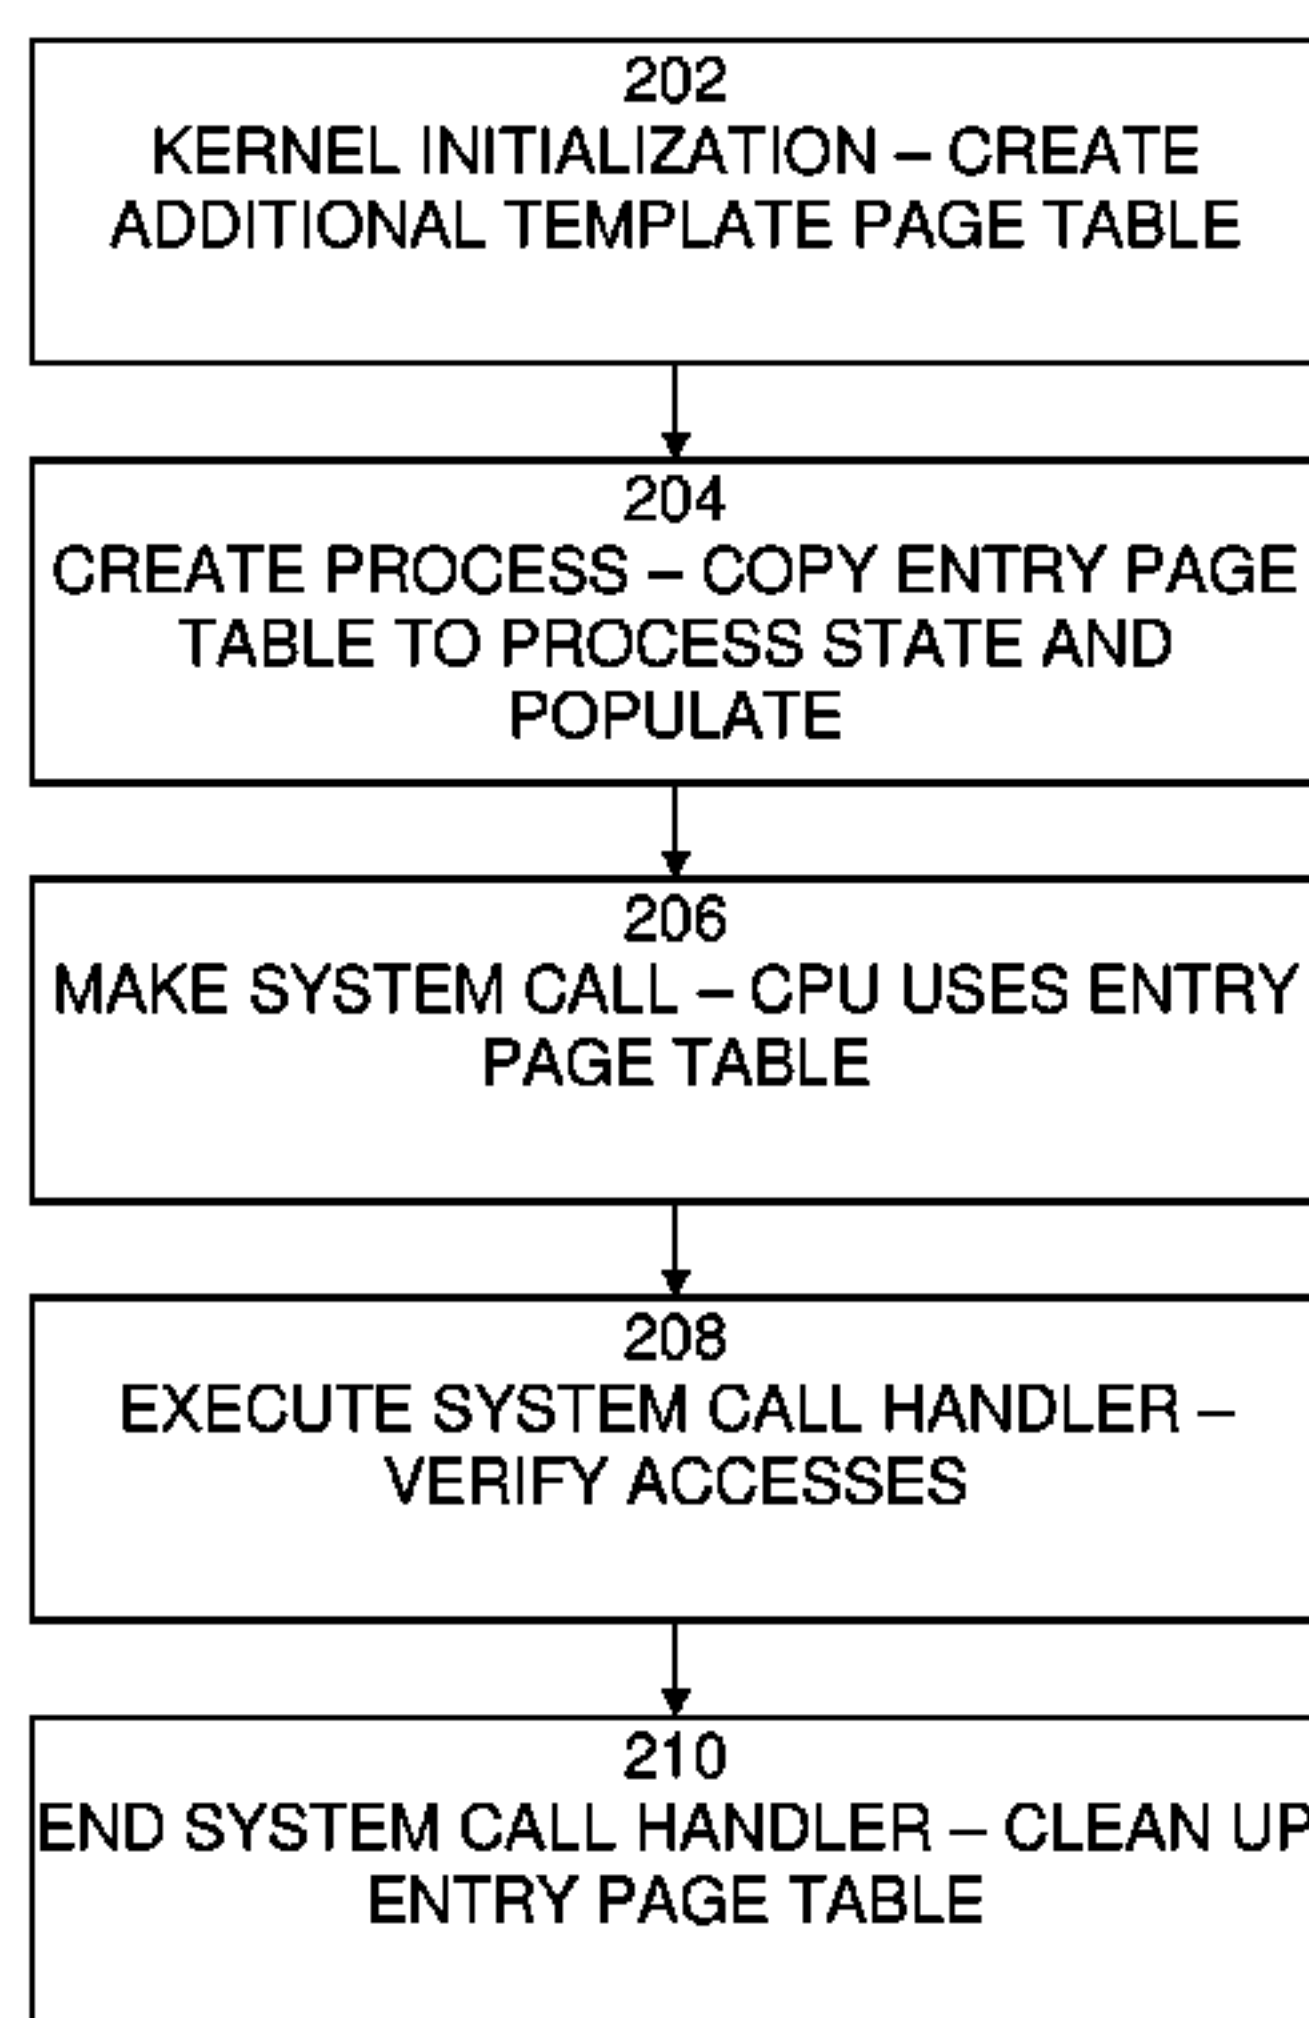 202
KERNEL INITIALIZATION – CREATE
ADDITIONAL TEMPLATE PAGE TABLE
204
CREATE PROCESS – COPY ENTRY PAGE
TABLE TO PROCESS STATE AND
POPULATE
206
MAKE SYSTEM CALL – CPU USES ENTRY
PAGE TABLE
208
EXECUTE SYSTEM CALL HANDLER –
VERIFY ACCESSES
210
END SYSTEM CALL HANDLER – CLEAN UP
ENTRY PAGE TABLE